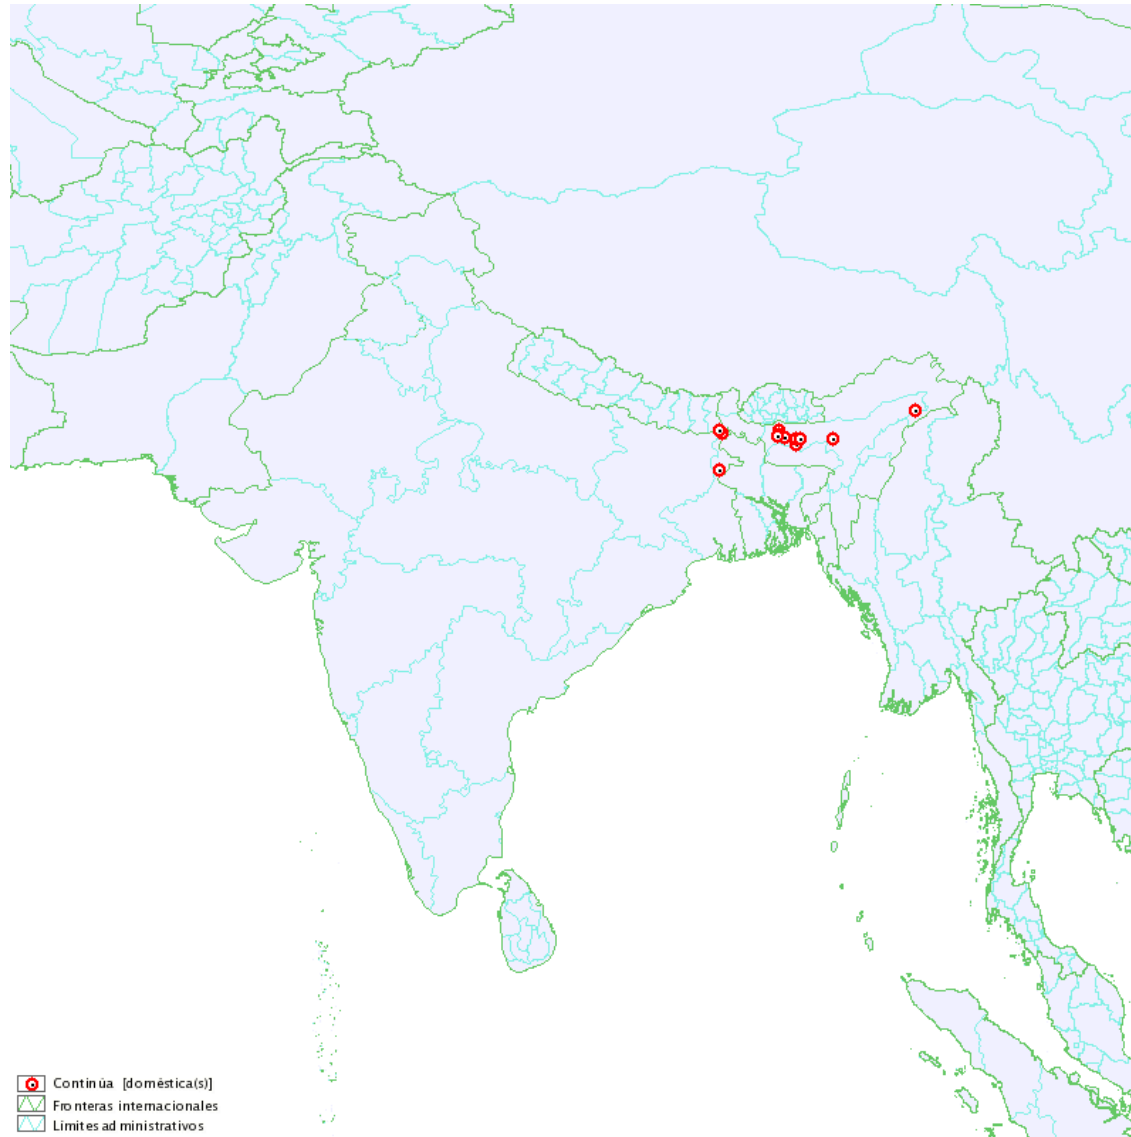 Continúa [doméstica(s)]
Fronteras internacionales
Límites administrativos